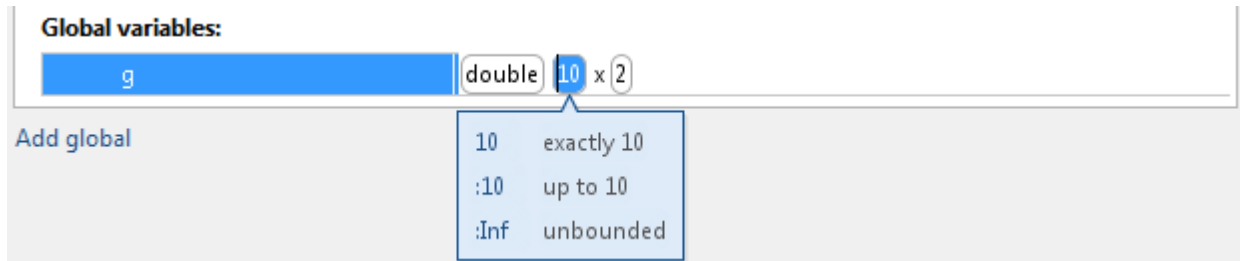 Global variables:
g double 10 x 2
Add global
10 exactly 10
:10 up to 10
:Inf unbounded